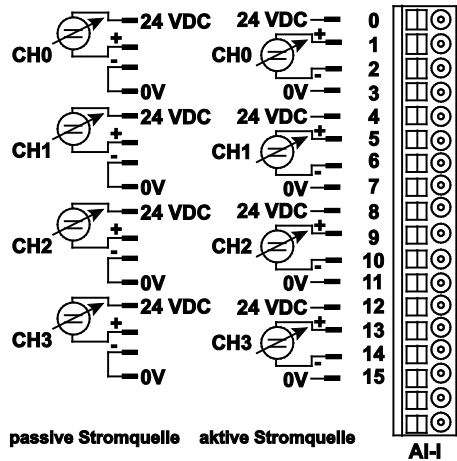 24 VDC 24 VDC 0
CH0 + CH0 + 1
- - 2
0V 0V 3
24 VDC 24 VDC 4
CH1 + CH1 + 5
- - 6
0V 0V 7
24 VDC 24 VDC 8
CH2 + CH2 + 9
- - 10
0V 0V 11
24 VDC 24 VDC 12
CH3 + CH3 + 13
- - 14
0V 0V 15
passive Stromquelle aktive Stromquelle
AI-I